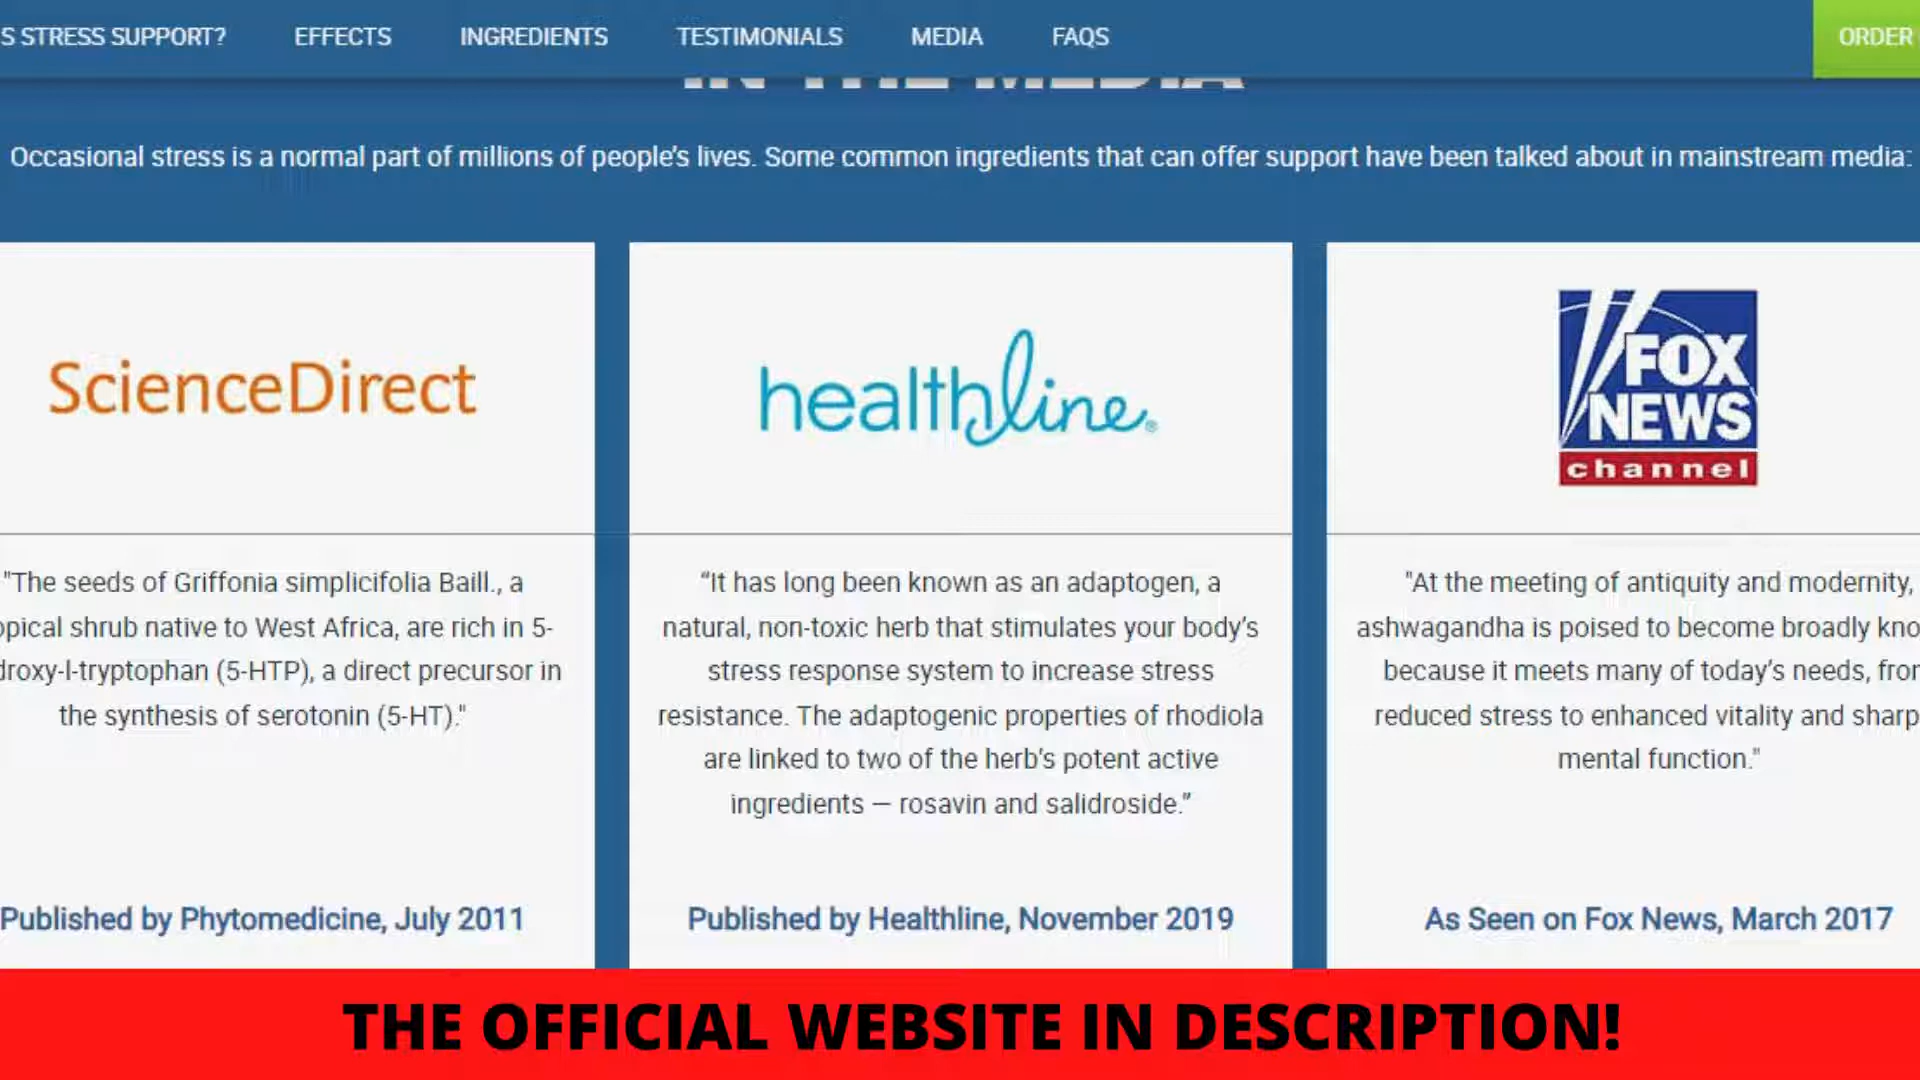 S STRESS SUPPORT? EFFECTS INGREDIENTS TESTIMONIALS MEDIA FAQS ORDER
IN THE MEDIA
Occasional stress is a normal part of millions of people's lives. Some common ingredients that can offer support have been talked about in mainstream media:
ScienceDirect
"The seeds of Griffonia simplicifolia Baill., a
opical shrub native to West Africa, are rich in 5-
droxy-l-tryptophan (5-HTP), a direct precursor in
the synthesis of serotonin (5-HT)."
Published by Phytomedicine, July 2011
healthline®
“It has long been known as an adaptogen, a
natural, non-toxic herb that stimulates your body's
stress response system to increase stress
resistance. The adaptogenic properties of rhodiola
are linked to two of the herb's potent active
ingredients — rosavin and salidroside.”
Published by Healthline, November 2019
FOX
NEWS
channel
"At the meeting of antiquity and modernity,
ashwagandha is poised to become broadly kno
because it meets many of today's needs, fro
reduced stress to enhanced vitality and sharp
mental function."
As Seen on Fox News, March 2017
THE OFFICIAL WEBSITE IN DESCRIPTION!